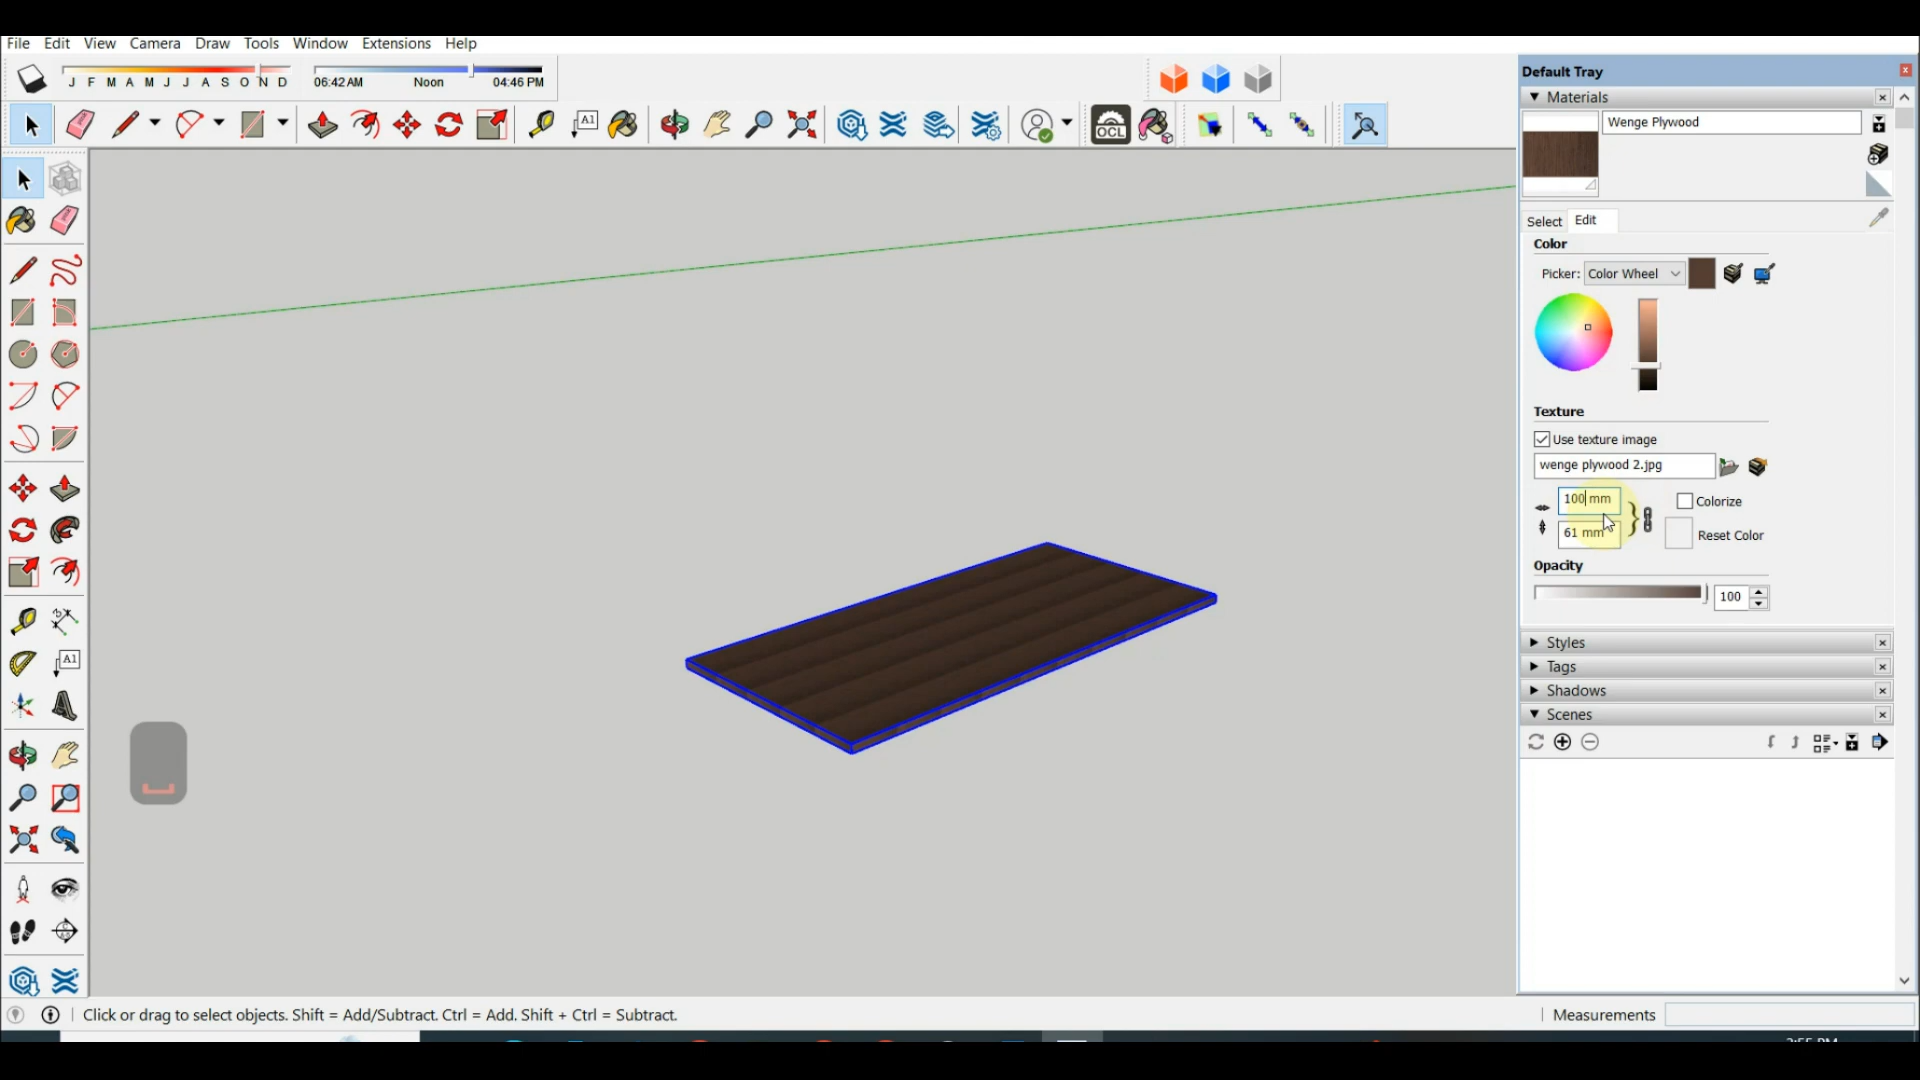 File Edit View Camera Draw Tools Window Extensions Help
J F M A M J J A S O N D 06:42 AM Noon 04:46 PM
Default Tray
Materials
A1
OCL
Wenge Plywood
Select Edit
Color
Picker: Color Wheel
Texture
Use texture image
wenge plywood 2.jpg
100 mm
Colorize
61 mm
Reset Color
Opacity
100
Styles
Tags
A1
Shadows
Scenes
Click or drag to select objects. Shift = Add/Subtract. Ctrl = Add. Shift + Ctrl = Subtract.
Measurements